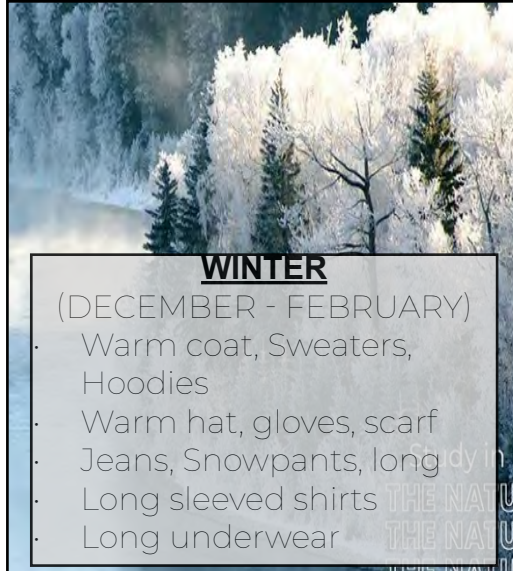 WINTER
(DECEMBER - FEBRUARY)
· Warm coat, Sweaters,
Hoodies
· Warm hat, gloves, scarf
· Jeans, Snowpants, long
· Long sleeved shirts
· Long underwear
Study in
THE NATU
THE NATU